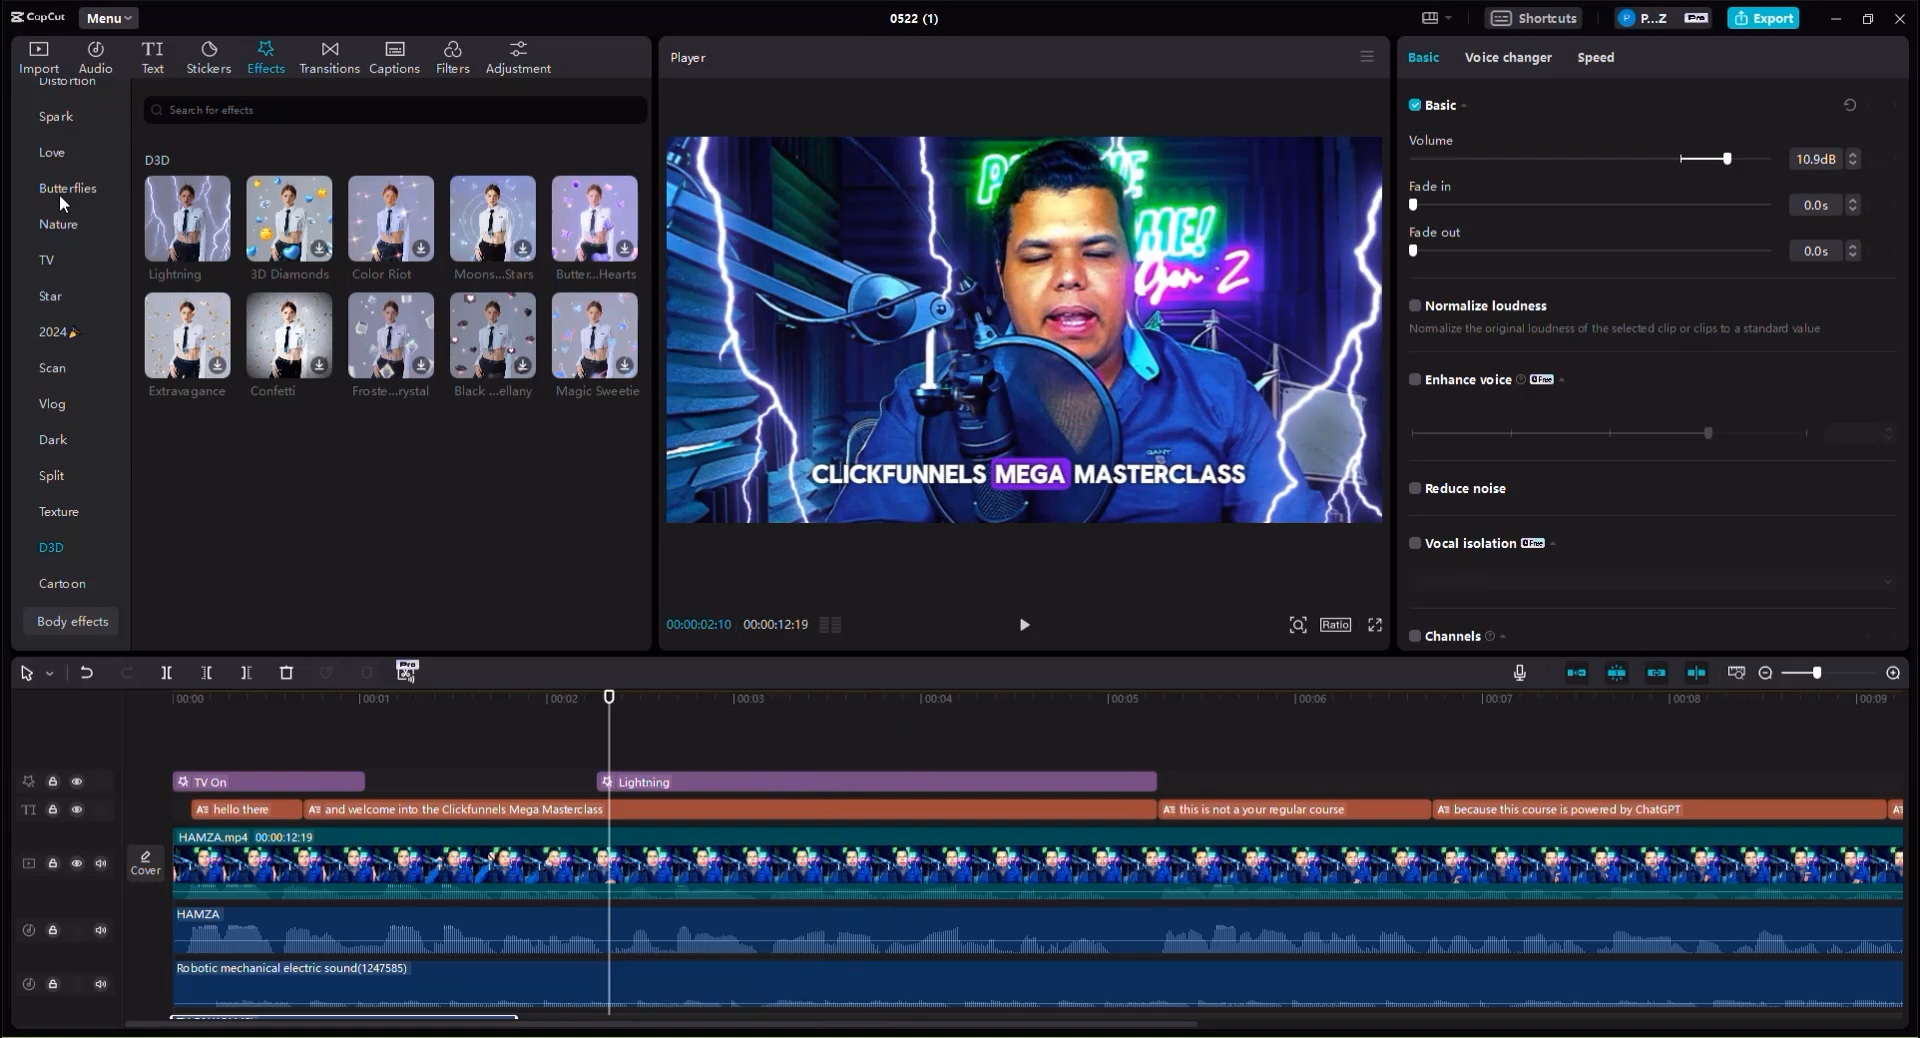 CapCut
Menu
0522 (1)
Shortcuts
P...Z
Pro
Export
Import
Audio
Text
Stickers
Effects
Transitions
Captions
Filters
Adjustment
Distortion
Spark
Love
Butterflies
Nature
TV
Star
2024
Scan
Vlog
Dark
Split
Texture
D3D
Cartoon
Body effects
Search for effects
D3D
Lightning
3D Diamonds
Color Riot
Moons...Stars
Butter...Hearts
Extravagance
Confetti
Froste...rystal
Black ...ellany
Magic Sweetie
Player
ME!
Gen Z
CLICKFUNNELS MEGA MASTERCLASS
00:00:02:10
00:00:12:19
Ratio
Basic
Voice changer
Speed
Basic
Volume
10.9dB
Fade in
0.0s
Fade out
0.0s
Normalize loudness
Normalize the original loudness of the selected clip or clips to a standard value
Enhance voice
Free
Reduce noise
Vocal isolation
Free
Channels
Pro
00:00
00:01
00:02
00:03
00:04
00:05
00:06
00:07
00:08
00:09
TV On
Lightning
hello there
and welcome into the Clickfunnels Mega Masterclass
this is not a your regular course
because this course is powered by ChatGPT
HAMZA.mp4 00:00:12:19
Cover
HAMZA
Robotic mechanical electric sound(1247585)